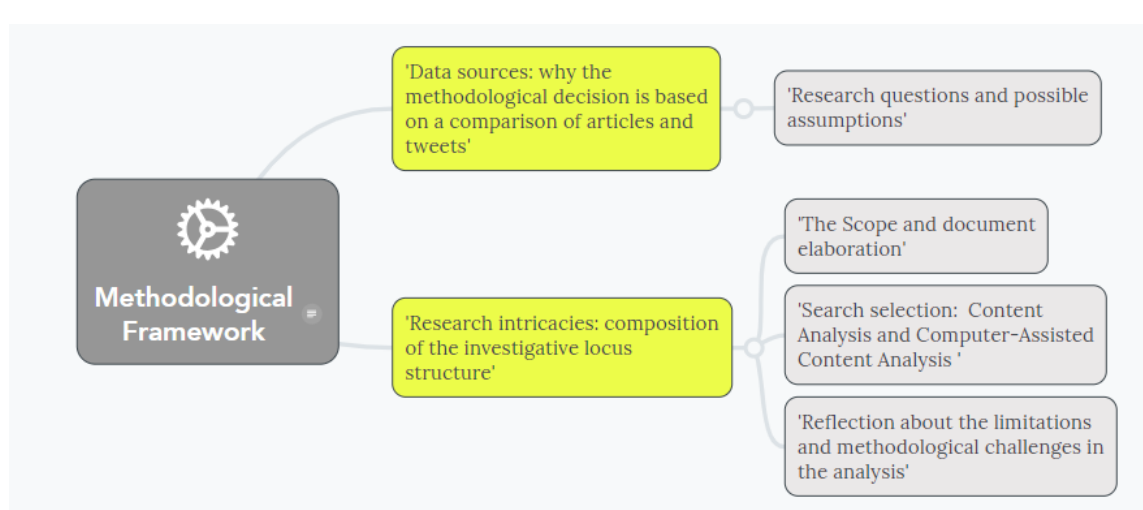 Methodological
Framework
'Data sources: why the
methodological decision is based
on a comparison of articles and
tweets'
'Research questions and possible
assumptions'
'Research intricacies: composition
of the investigative locus
structure'
'The Scope and document
elaboration'
'Search selection:  Content
Analysis and Computer-Assisted
Content Analysis '
'Reflection about the limitations
and methodological challenges in
the analysis'